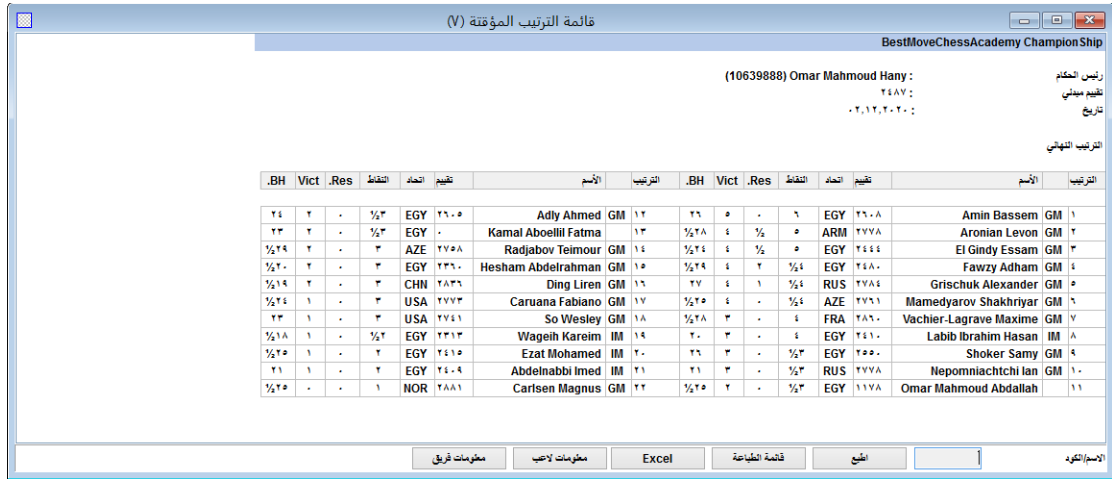 قائمة الترتيب المؤقتة (V)
BestMoveChessAcademy ChampionShip
رئيس الحكام : Omar Mahmoud Hany (10639888)
تقييم مبدئي : ٢٤٨٧
تاريخ : ٠٢,١٢,٢٠٢٠
الترتيب النهائي
الترتيب الأسم تقييم اتحاد النقاط Res. Vict BH. الترتيب الأسم تقييم اتحاد النقاط Res. Vict BH.
١ GM Amin Bassem ٢٦٠٨ EGY ٦ ٠ ٥ ٢٦ ١٢ GM Adly Ahmed ٢٦٠٥ EGY ٣½ ٠ ٢ ٢٤
٢ GM Aronian Levon ٢٧٧٨ ARM ٥ ½ ٤ ٢٨½ ١٣ Kamal Aboellil Fatma ٠ EGY ٣½ ٠ ٢ ٢٣
٣ GM El Gindy Essam ٢٤٤٤ EGY ٥ ½ ٤ ٢٤½ ١٤ GM Radjabov Teimour ٢٧٥٨ AZE ٣ ٠ ٢ ٢٩½
٤ GM Fawzy Adham ٢٤٨٠ EGY ٤½ ٢ ٤ ٢٩½ ١٥ GM Hesham Abdelrahman ٢٣٦٠ EGY ٣ ٠ ٢ ٢٠½
٥ GM Grischuk Alexander ٢٧٨٤ RUS ٤½ ١ ٤ ٢٧ ١٦ GM Ding Liren ٢٨٣٦ CHN ٣ ٠ ٢ ١٩½
٦ GM Mamedyarov Shakhriyar ٢٧٦١ AZE ٤½ ٠ ٤ ٢٥½ ١٧ GM Caruana Fabiano ٢٧٧٣ USA ٣ ٠ ١ ٢٤½
٧ GM Vachier-Lagrave Maxime ٢٨٦٠ FRA ٤ ٠ ٣ ٢٨½ ١٨ GM So Wesley ٢٧٤١ USA ٣ ٠ ١ ٢٣
٨ IM Labib Ibrahim Hasan ٢٤١٠ EGY ٤ ٠ ٣ ٢٠ ١٩ IM Wageih Kareim ٢٣١٣ EGY ٢½ ٠ ١ ١٨½
٩ GM Shoker Samy ٢٥٥٠ EGY ٣½ ٠ ٣ ٢٦ ٢٠ IM Ezat Mohamed ٢٤١٥ EGY ٢ ٠ ١ ٢٥½
١٠ GM Nepomniachtchi Ian ٢٧٧٨ RUS ٣½ ٠ ٣ ٢١ ٢١ IM Abdelnabbi Imed ٢٤٠٩ EGY ٢ ٠ ١ ٢١
١١ Omar Mahmoud Abdallah ١١٧٨ EGY ٣½ ٠ ٢ ٢٥½ ٢٢ GM Carlsen Magnus ٢٨٨١ NOR ١ ٠ ٠ ٢٥½
الاسم/الكود أ اطبع قائمة الطباعة Excel معلومات لاعب معلومات فريق